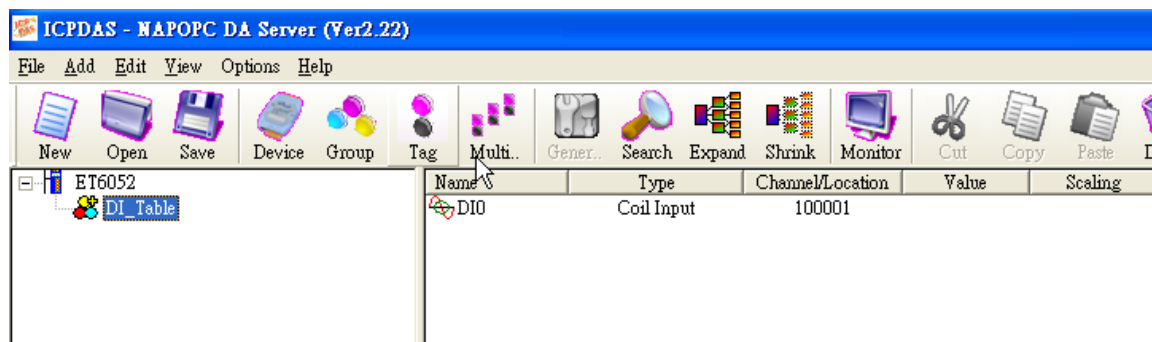 ICPDAS - NAPOPC DA Server (Ver2.22)
File Add Edit View Options Help
New Open Save Device Group Tag Multi.. Gener.. Search Expand Shrink Monitor Cut Copy Paste D
ET6052 Name Type Channel/Location Value Scaling
DI_Table DI0 Coil Input 100001